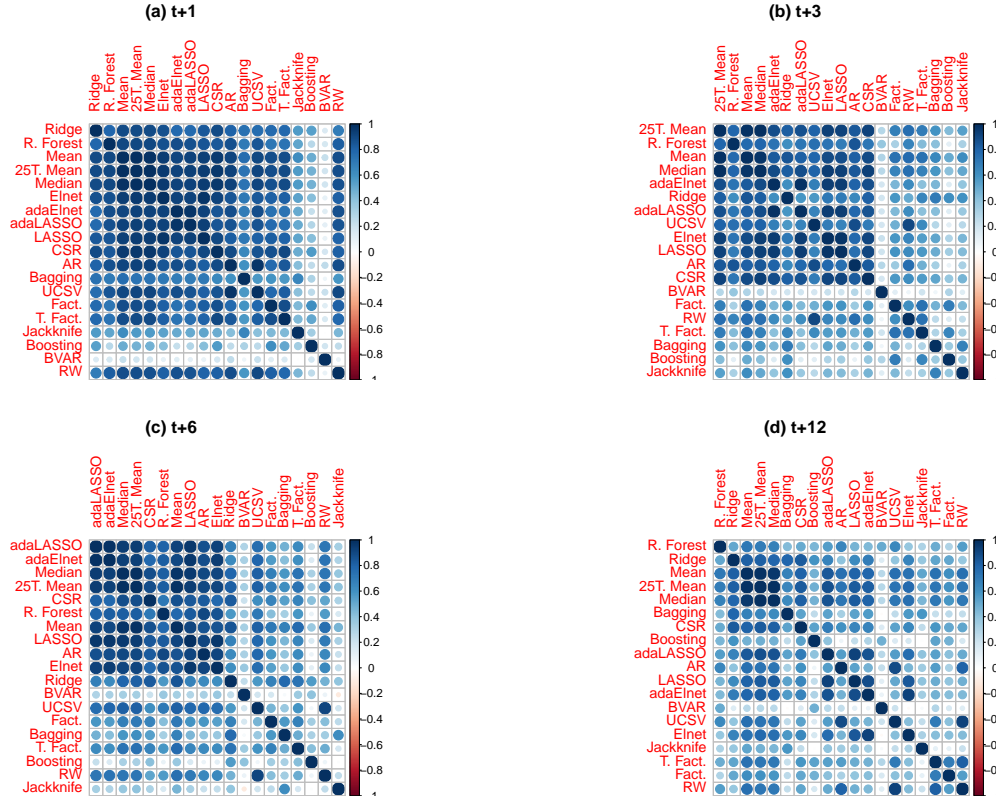 (a) t+1
Ridge
R. Forest
Mean
25T. Mean
Median
Elnet
adaElnet
adaLASSO
LASSO
CSR
AR
Bagging
UCSV
Fact.
T. Fact.
Jackknife
Boosting
BVAR
RW
Ridge
R. Forest
Mean
25T. Mean
Median
Elnet
adaElnet
adaLASSO
LASSO
CSR
AR
Bagging
UCSV
Fact.
T. Fact.
Jackknife
Boosting
BVAR
RW
1
0.8
0.6
0.4
0.2
0
-0.2
-0.4
-0.6
-0.8
(b) t+3
25T. Mean
R. Forest
Mean
Median
adaElnet
Ridge
adaLASSO
UCSV
Elnet
LASSO
AR
CSR
BVAR
Fact.
RW
T. Fact.
Bagging
Boosting
Jackknife
25T. Mean
R. Forest
Mean
Median
adaElnet
Ridge
adaLASSO
UCSV
Elnet
LASSO
AR
CSR
BVAR
Fact.
RW
T. Fact.
Bagging
Boosting
Jackknife
(c) t+6
adaLASSO
adaElnet
Median
25T. Mean
CSR
R. Forest
Mean
LASSO
AR
Elnet
Ridge
BVAR
UCSV
Fact.
Bagging
T. Fact.
Boosting
RW
Jackknife
adaLASSO
adaElnet
Median
25T. Mean
CSR
R. Forest
Mean
LASSO
AR
Elnet
Ridge
BVAR
UCSV
Fact.
Bagging
T. Fact.
Boosting
RW
Jackknife
1
0.8
0.6
0.4
0.2
0
-0.2
-0.4
-0.6
-0.8
(d) t+12
R. Forest
Ridge
Mean
25T. Mean
Median
Bagging
CSR
Boosting
adaLASSO
AR
LASSO
adaElnet
BVAR
UCSV
Elnet
Jackknife
T. Fact.
Fact.
RW
R. Forest
Ridge
Mean
25T. Mean
Median
Bagging
CSR
Boosting
adaLASSO
AR
LASSO
adaElnet
BVAR
UCSV
Elnet
Jackknife
T. Fact.
Fact.
RW